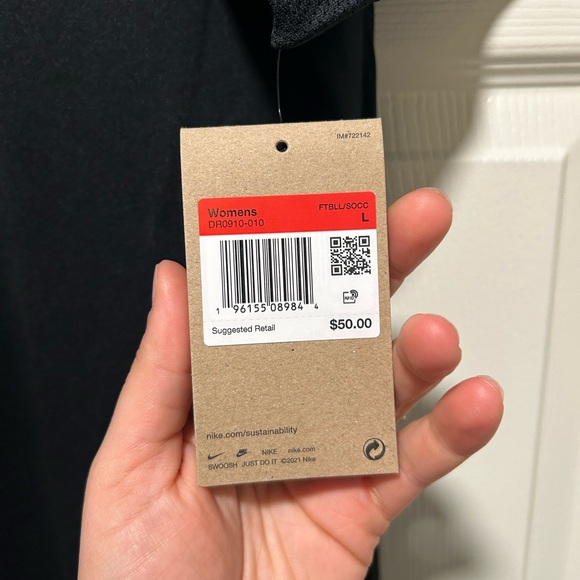 IM#722142
Womens FTBLL/SOCC
DR0910-010 L
1 96155 08984 4
RFID
Suggested Retail $50.00
nike.com/sustainability
NIKE nike.com
SWOOSH JUST DO IT ©2021 Nike